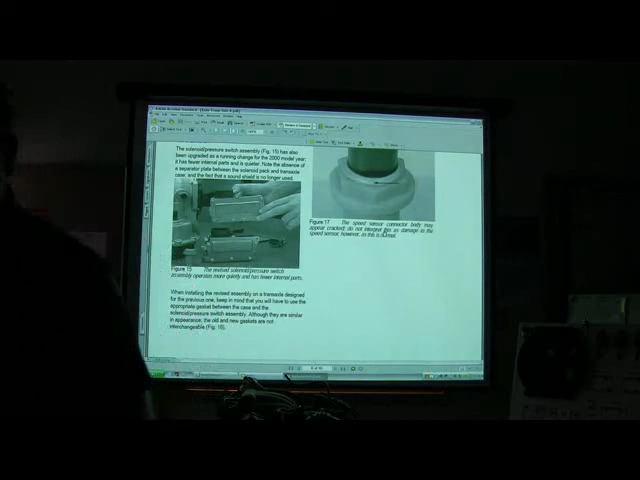 The solenoid/pressure switch assembly (Fig. 15) has also
been upgraded as a running change for the 2000 model year;
it has fewer internal parts and is quieter. Note the absence of
a separator plate between the solenoid pack and transaxle
case; and the fact that a sound shield is no longer used.
Figure 15 The revised solenoid/pressure switch
assembly operates more quietly and has fewer internal parts.
When installing the revised assembly on a transaxle designed
for the previous one, keep in mind that you will have to use the
appropriate gasket between the case and the
solenoid/pressure switch assembly. Although they are similar
in appearance, the old and new gaskets are not
interchangeable (Fig. 16).
Figure 17 The speed sensor connector body may
appear cracked; do not interpret this as damage to the
speed sensor, however, as this is normal.